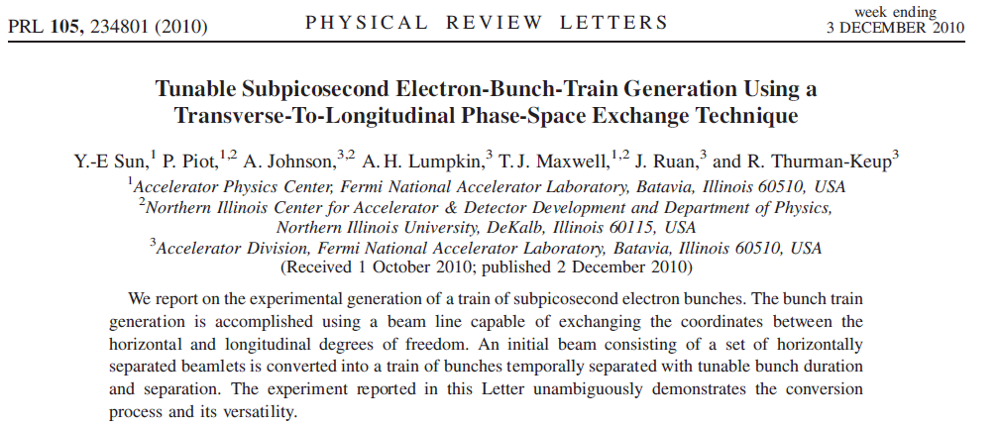 PRL 105, 234801 (2010)
PHYSICAL REVIEW LETTERS
week ending
3 DECEMBER 2010
Tunable Subpicosecond Electron-Bunch-Train Generation Using a
Transverse-To-Longitudinal Phase-Space Exchange Technique
Y.-E Sun,1 P. Piot,1,2 A. Johnson,3,2 A. H. Lumpkin,3 T. J. Maxwell,1,2 J. Ruan,3 and R. Thurman-Keup3
1Accelerator Physics Center, Fermi National Accelerator Laboratory, Batavia, Illinois 60510, USA
2Northern Illinois Center for Accelerator & Detector Development and Department of Physics,
Northern Illinois University, DeKalb, Illinois 60115, USA
3Accelerator Division, Fermi National Accelerator Laboratory, Batavia, Illinois 60510, USA
(Received 1 October 2010; published 2 December 2010)
We report on the experimental generation of a train of subpicosecond electron bunches. The bunch train
generation is accomplished using a beam line capable of exchanging the coordinates between the
horizontal and longitudinal degrees of freedom. An initial beam consisting of a set of horizontally
separated beamlets is converted into a train of bunches temporally separated with tunable bunch duration
and separation. The experiment reported in this Letter unambiguously demonstrates the conversion
process and its versatility.